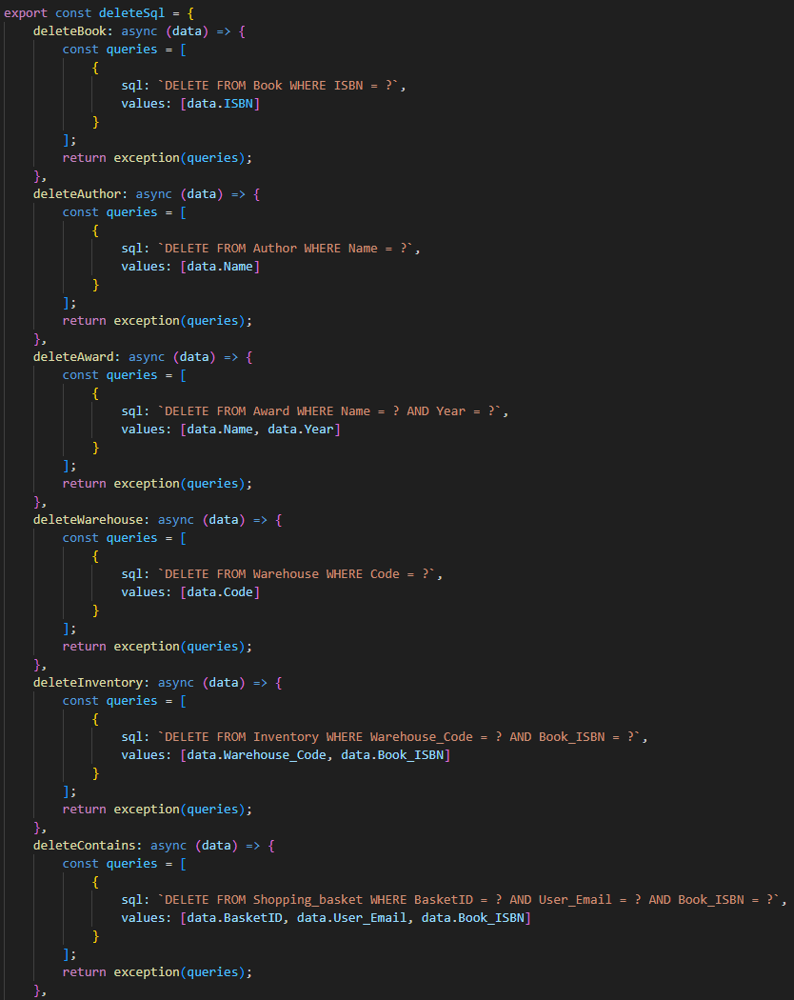 export const deleteSql = {
    deleteBook: async (data) => {
        const queries = [
            {
                sql: `DELETE FROM Book WHERE ISBN = ?`,
                values: [data.ISBN]
            }
        ];
        return exception(queries);
    },
    deleteAuthor: async (data) => {
        const queries = [
            {
                sql: `DELETE FROM Author WHERE Name = ?`,
                values: [data.Name]
            }
        ];
        return exception(queries);
    },
    deleteAward: async (data) => {
        const queries = [
            {
                sql: `DELETE FROM Award WHERE Name = ? AND Year = ?`,
                values: [data.Name, data.Year]
            }
        ];
        return exception(queries);
    },
    deleteWarehouse: async (data) => {
        const queries = [
            {
                sql: `DELETE FROM Warehouse WHERE Code = ?`,
                values: [data.Code]
            }
        ];
        return exception(queries);
    },
    deleteInventory: async (data) => {
        const queries = [
            {
                sql: `DELETE FROM Inventory WHERE Warehouse_Code = ? AND Book_ISBN = ?`,
                values: [data.Warehouse_Code, data.Book_ISBN]
            }
        ];
        return exception(queries);
    },
    deleteContains: async (data) => {
        const queries = [
            {
                sql: `DELETE FROM Shopping_basket WHERE BasketID = ? AND User_Email = ? AND Book_ISBN = ?`,
                values: [data.BasketID, data.User_Email, data.Book_ISBN]
            }
        ];
        return exception(queries);
    },